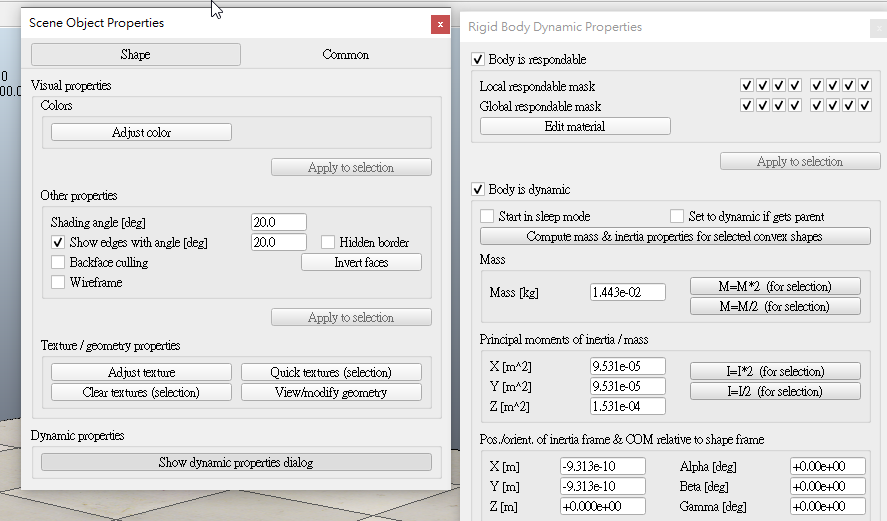 0
00.0
Scene Object Properties
x
Shape
Common
Visual properties
Colors
Adjust color
Apply to selection
Other properties
Shading angle [deg] 20.0
Show edges with angle [deg] 20.0 Hidden border
Backface culling Invert faces
Wireframe
Apply to selection
Texture / geometry properties
Adjust texture Quick textures (selection)
Clear textures (selection) View/modify geometry
Dynamic properties
Show dynamic properties dialog
Rigid Body Dynamic Properties
x
Body is respondable
Local respondable mask
Global respondable mask
Edit material
Apply to selection
Body is dynamic
Start in sleep mode Set to dynamic if gets parent
Compute mass & inertia properties for selected convex shapes
Mass
Mass [kg] 1.443e-02 M=M*2 (for selection)
M=M/2 (for selection)
Principal moments of inertia / mass
X [m^2] 9.531e-05 I=I*2 (for selection)
Y [m^2] 9.531e-05 I=I/2 (for selection)
Z [m^2] 1.531e-04
Pos./orient. of inertia frame & COM relative to shape frame
X [m] -9.313e-10 Alpha [deg] +0.00e+00
Y [m] -9.313e-10 Beta [deg] +0.00e+00
Z [m] +0.000e+00 Gamma [deg] +0.00e+00